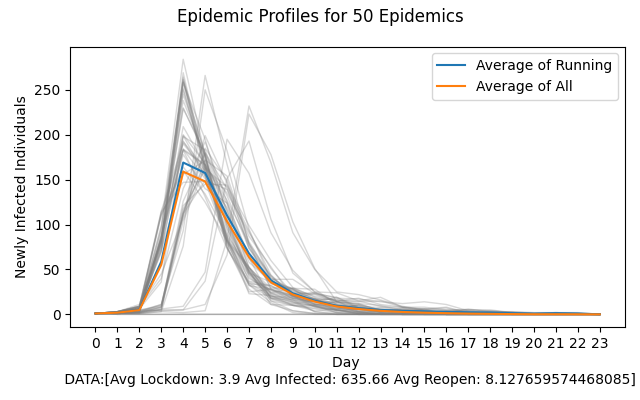 Epidemic Profiles for 50 Epidemics
Average of Running
Average of All
Newly Infected Individuals
250
200
150
100
50
0
0 1 2 3 4 5 6 7 8 9 10 11 12 13 14 15 16 17 18 19 20 21 22 23
Day
DATA:[Avg Lockdown: 3.9 Avg Infected: 635.66 Avg Reopen: 8.127659574468085]